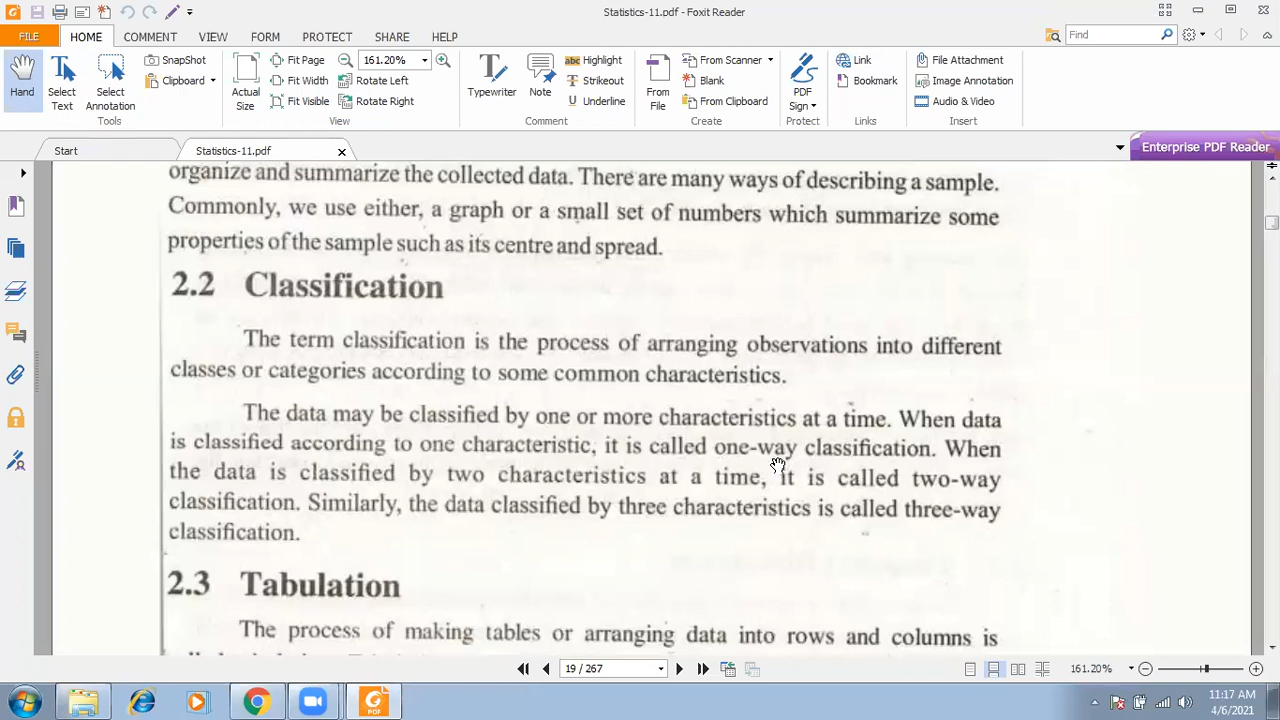 Statistics-11.pdf - Foxit Reader
FILE HOME COMMENT VIEW FORM PROTECT SHARE HELP Find
SnapShot 161.20% Fit Page Highlight From Scanner Link File Attachment
Clipboard Fit Width Rotate Left Strikeout Blank Bookmark Image Annotation
Fit Visible Rotate Right Underline From Clipboard Audio & Video
Hand Select Text Select Annotation Actual Size Typewriter Note From File PDF Sign
Tools View Comment Create Protect Links Insert
Start Statistics-11.pdf Enterprise PDF Reader
organize and summarize the collected data. There are many ways of describing a sample.
Commonly, we use either, a graph or a small set of numbers which summarize some
properties of the sample such as its centre and spread.
2.2 Classification
The term classification is the process of arranging observations into different
classes or categories according to some common characteristics.
The data may be classified by one or more characteristics at a time. When data
is classified according to one characteristic, it is called one-way classification. When
the data is classified by two characteristics at a time, it is called two-way
classification. Similarly, the data classified by three characteristics is called three-way
classification.
2.3 Tabulation
The process of making tables or arranging data into rows and columns is
19 / 267 161.20%
11:17 AM
4/6/2021